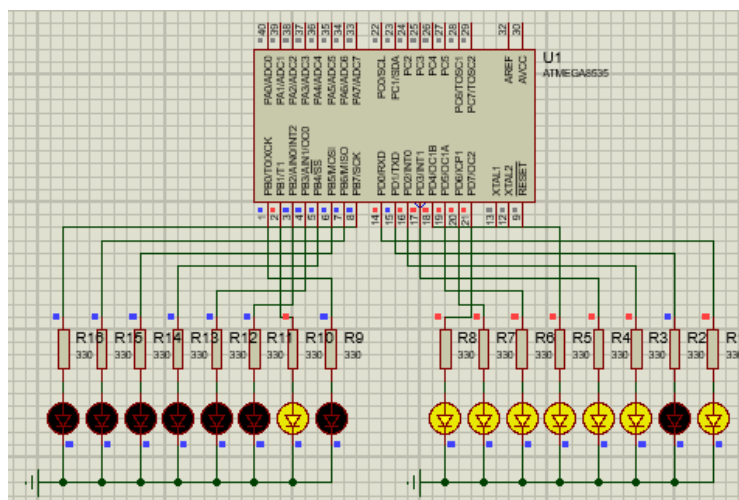 40
39
38
37
36
35
34
33
22
23
24
25
26
27
28
29
32
30
U1
ATMEGA8535
PA0/ADC0
PA1/ADC1
PA2/ADC2
PA3/ADC3
PA4/ADC4
PA5/ADC5
PA6/ADC6
PA7/ADC7
PC0/SCL
PC1/SDA
PC2
PC3
PC4
PC5
PC6/TOSC1
PC7/TOSC2
AREF
AVCC
PB0/T0XCK
PB1/T1
PB2/AIN0/INT2
PB3/AIN1/OC0
PB4/SS
PB5/MOSI
PB6/MISO
PB7/SCK
PD0/RXD
PD1/TXD
PD2/INT0
PD3/INT1
PD4/OC1B
PD5/OC1A
PD6/ICP1
PD7/OC2
XTAL1
XTAL2
RESET
1
2
3
4
5
6
7
8
14
15
16
17
18
19
20
21
13
12
9
R16 R15 R14 R13 R12 R11 R10 R9 R8 R7 R6 R5 R4 R3 R2
330 330 330 330 330 330 330 330 330 330 330 330 330 330 330